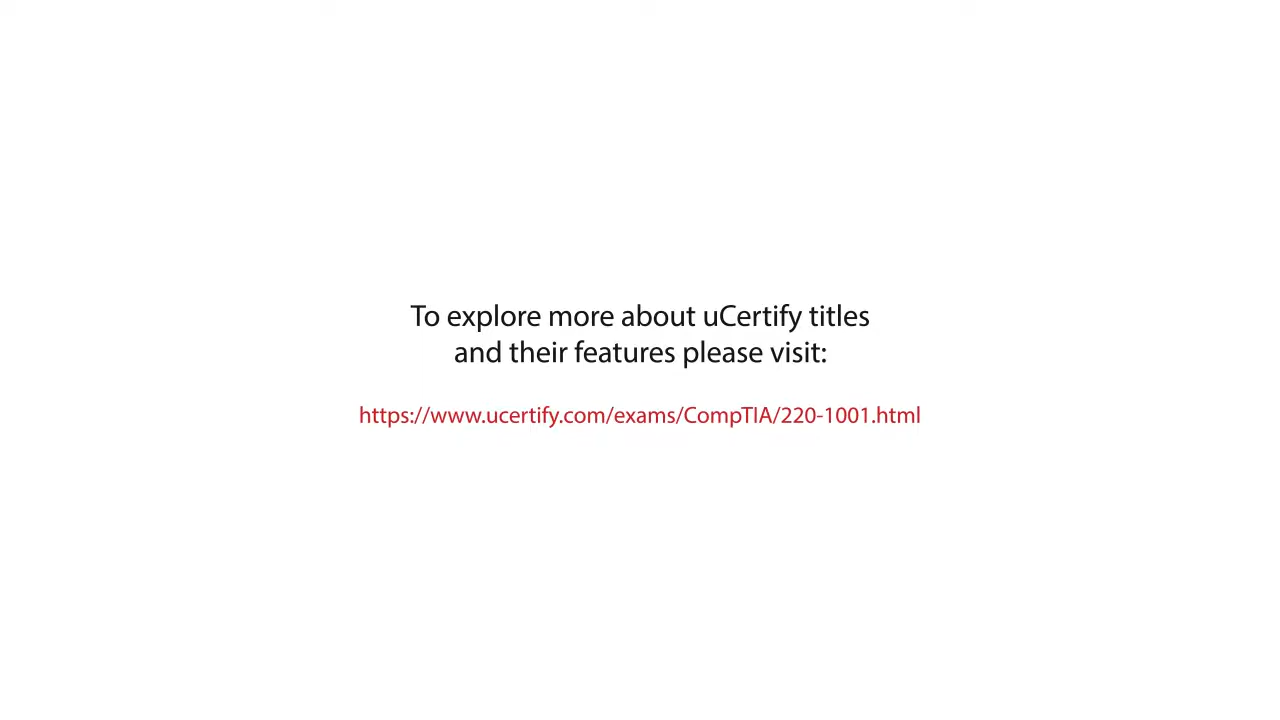 To explore more about uCertify titles
and their features please visit:
https://www.ucertify.com/exams/CompTIA/220-1001.html